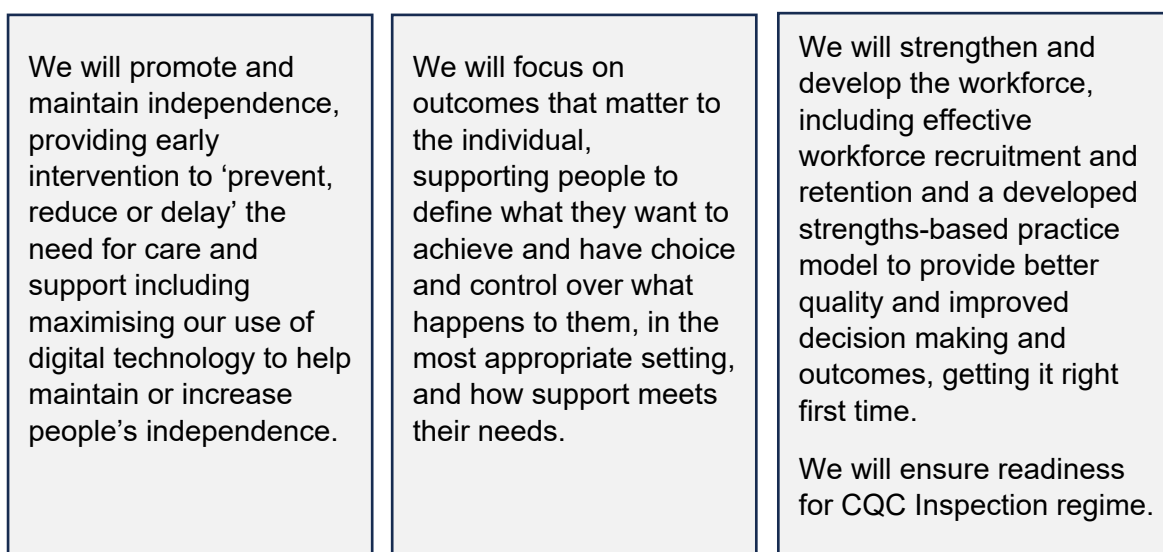 We will promote and
maintain independence,
providing early
intervention to ‘prevent,
reduce or delay’ the
need for care and
support including
maximising our use of
digital technology to help
maintain or increase
people’s independence.
We will focus on
outcomes that matter to
the individual,
supporting people to
define what they want to
achieve and have choice
and control over what
happens to them, in the
most appropriate setting,
and how support meets
their needs.
We will strengthen and
develop the workforce,
including effective
workforce recruitment and
retention and a developed
strengths-based practice
model to provide better
quality and improved
decision making and
outcomes, getting it right
first time.
We will ensure readiness
for CQC Inspection regime.